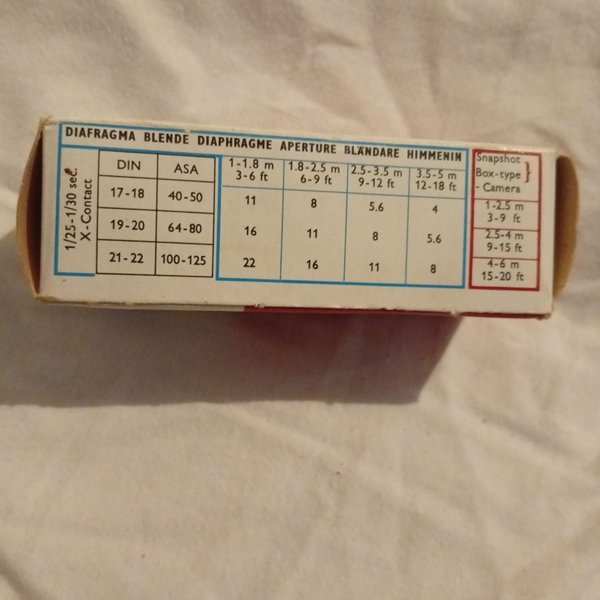 DIAFRAGMA BLENDE DIAPHRAGME APERTURE BLÄNDARE HIMMENIN
1/25-1/30 sec.
X-Contact
DIN ASA 1-1.8 m 1.8-2.5 m 2.5-3.5 m 3.5-5 m
3-6 ft 6-9 ft 9-12 ft 12-18 ft
17-18 40-50 11 8 5.6 4
19-20 64-80 16 11 8 5.6
21-22 100-125 22 16 11 8
Snapshot
Box-type
- Camera
1-2.5 m
3-9 ft
2.5-4 m
9-15 ft
4-6 m
15-20 ft